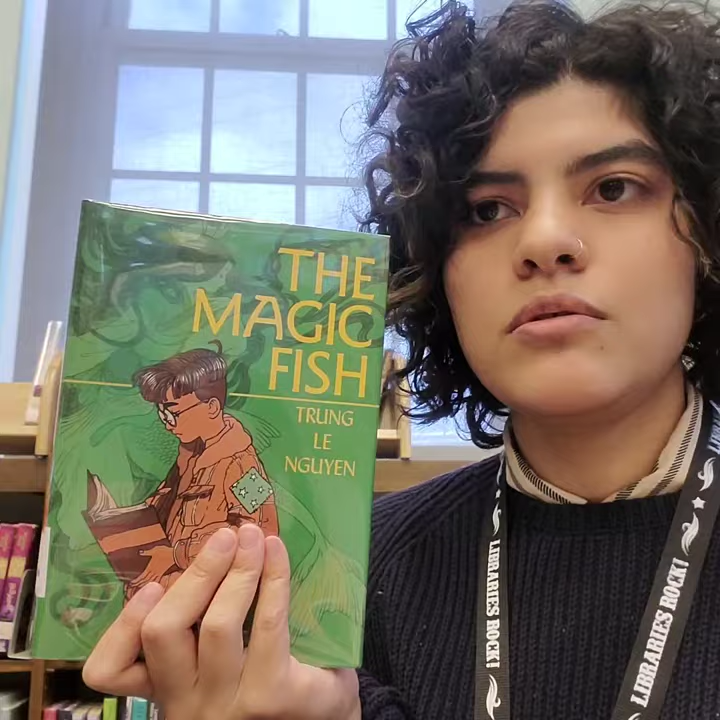 THE
MAGIC
FISH
TRUNG
LE
NGUYEN
LIBRARIES ROCK!
LIBRARIES ROCK!